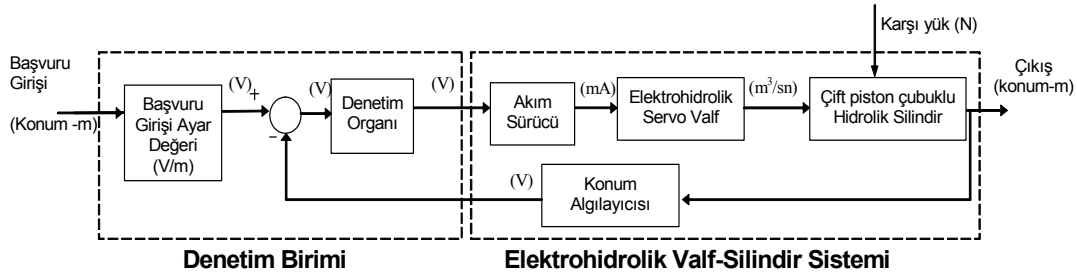 Karşı yük (N)
Başvuru
Girişi
(Konum -m)
(V)
+
-
(V)
(V)
(mA)
(m³/sn)
Çıkış
(konum-m)
Başvuru
Girişi Ayar
Değeri
(V/m)
Denetim
Organı
Akım
Sürücü
Elektrohidrolik
Servo Valf
Çift piston çubuklu
Hidrolik Silindir
(V)
Konum
Algılayıcısı
Denetim Birimi
Elektrohidrolik Valf-Silindir Sistemi